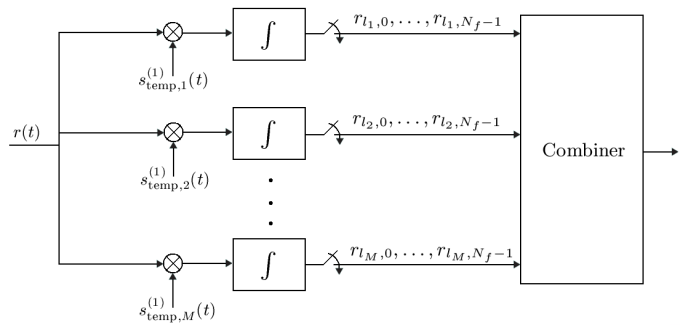 r(t)
s_{temp,1}^{(1)}(t)
∫
r_{l_1,0}, ..., r_{l_1,N_f-1}
s_{temp,2}^{(1)}(t)
∫
r_{l_2,0}, ..., r_{l_2,N_f-1}
s_{temp,M}^{(1)}(t)
∫
r_{l_M,0}, ..., r_{l_M,N_f-1}
Combiner